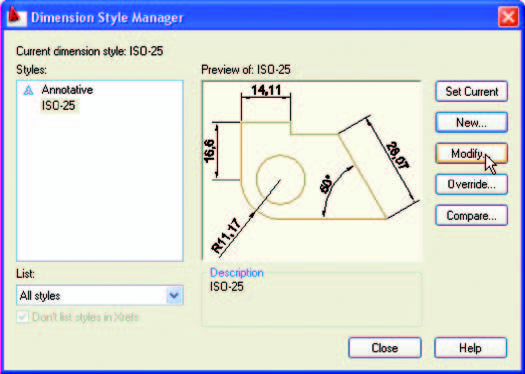 Dimension Style Manager
Current dimension style: ISO-25
Styles:
Annotative
ISO-25
Preview of: ISO-25
14,11
16,6
28,07
60°
R11,17
Set Current
New...
Modify...
Override...
Compare...
List:
All styles
Don't list styles in Xrefs
Description
ISO-25
Close
Help